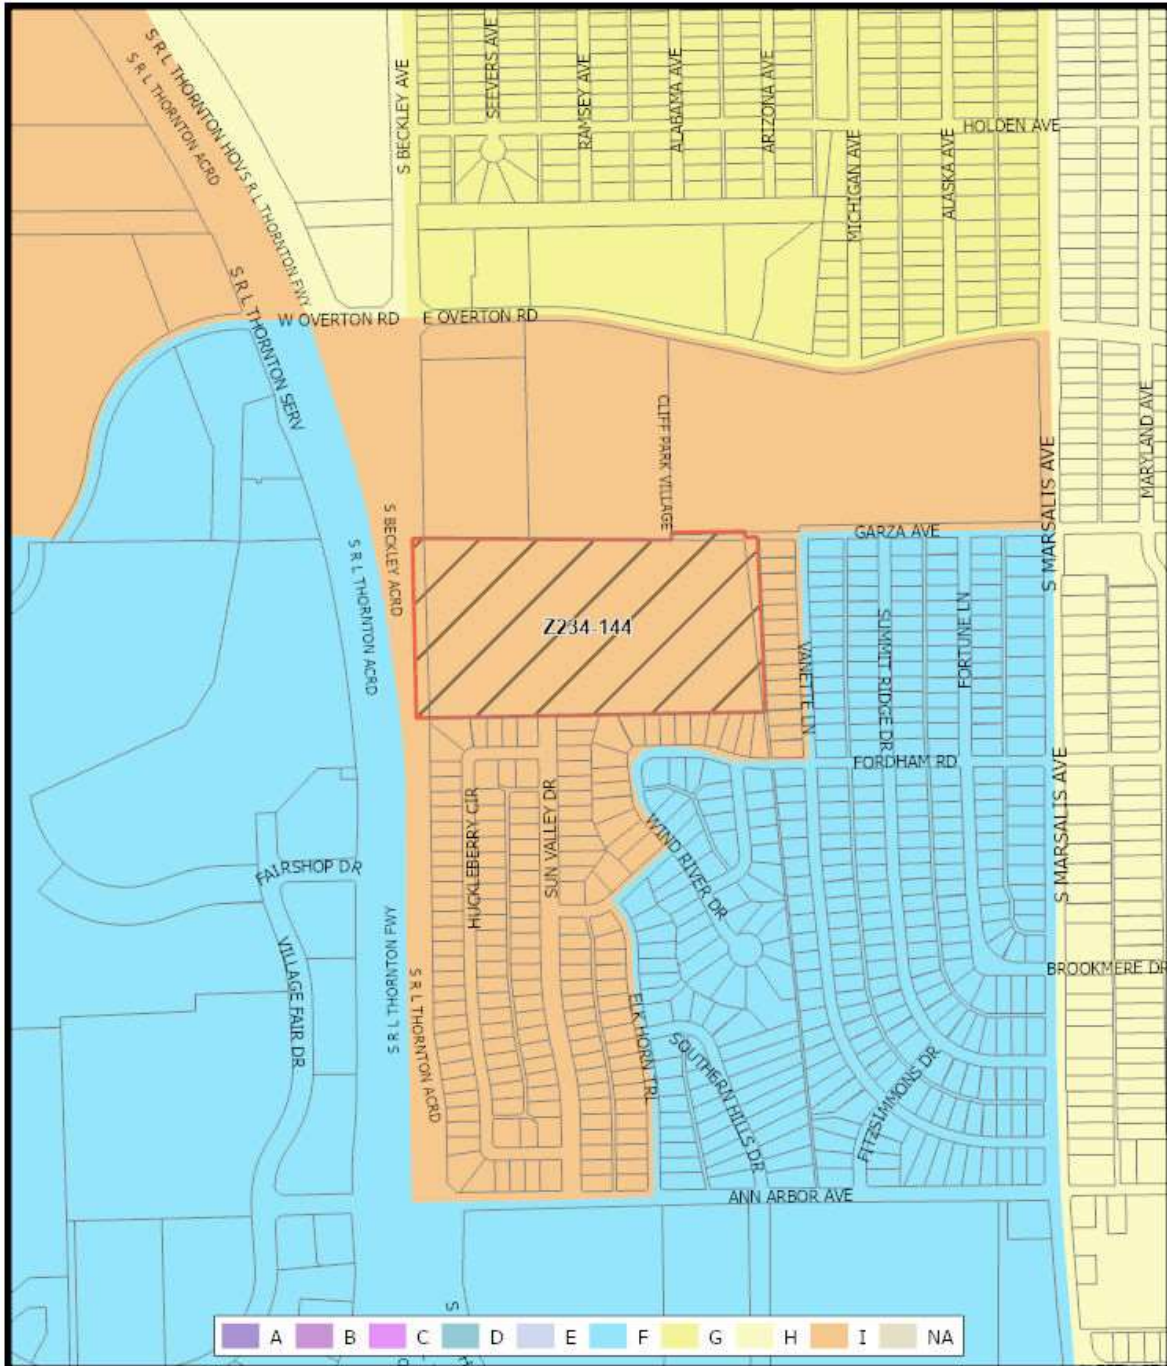 S R L THORNTON HOV
S R L THORNTON ACRD
S R L THORNTON FWY
S BECKLEY AVE
SEEVERS AVE
RAMSEY AVE
ALABAMA AVE
ARIZONA AVE
HOLDEN AVE
MICHIGAN AVE
ALASKA AVE
W OVERTON RD
E OVERTON RD
S R L THORNTON SERV
CLIFF PARK VILLAGE
MARYLAND AVE
S MARSALIS AVE
S BECKLEY ACRD
GARZA AVE
S R L THORNTON ACRD
Z234-144
SUMMIT RIDGE DR
FORTUNE LN
VANETTE LN
FORDHAM RD
S MARSALIS AVE
HUCKLEBERRY CIR
SUN VALLEY DR
WIND RIVER DR
FAIRSHOP DR
VILLAGE FAIR DR
S R L THORNTON FWY
S R L THORNTON ACRD
BROOKMERE DR
ELK HORN TRL
SOUTHERN HILLS DR
FITZSIMMONS DR
ANN ARBOR AVE
S
A B C D E F G H I NA